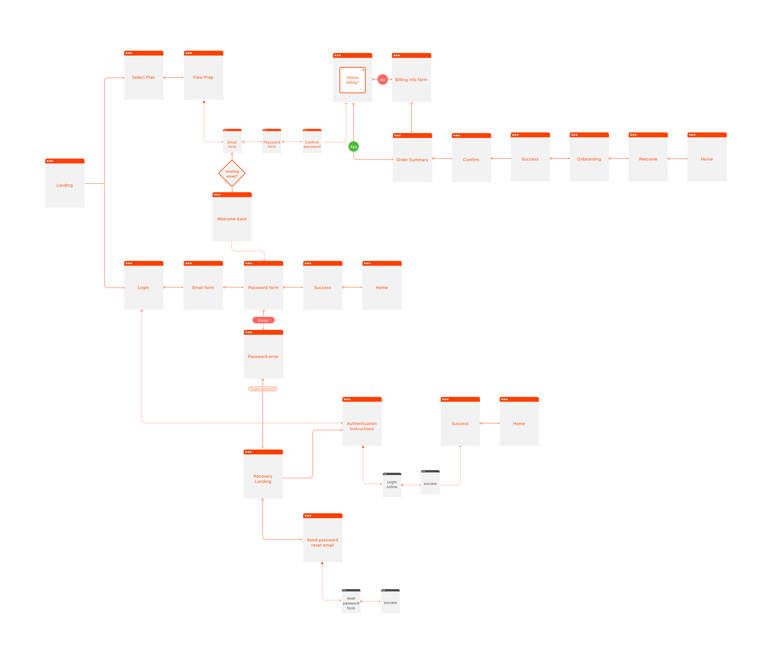 Select Plan
Flow Prep
Device
billing?
No
Billing info form
Email
form
Password
form
Confirm
password
Yes
Order Summary
Confirm
Success
Onboarding
Welcome
Home
Landing
existing
email?
Welcome back
Login
Email form
Password form
Success
Home
Error
Password error
forgot password
Authentication
Instructions
Success
Home
Recovery
Landing
Login
online
success
Send password
reset email
reset
password
form
success